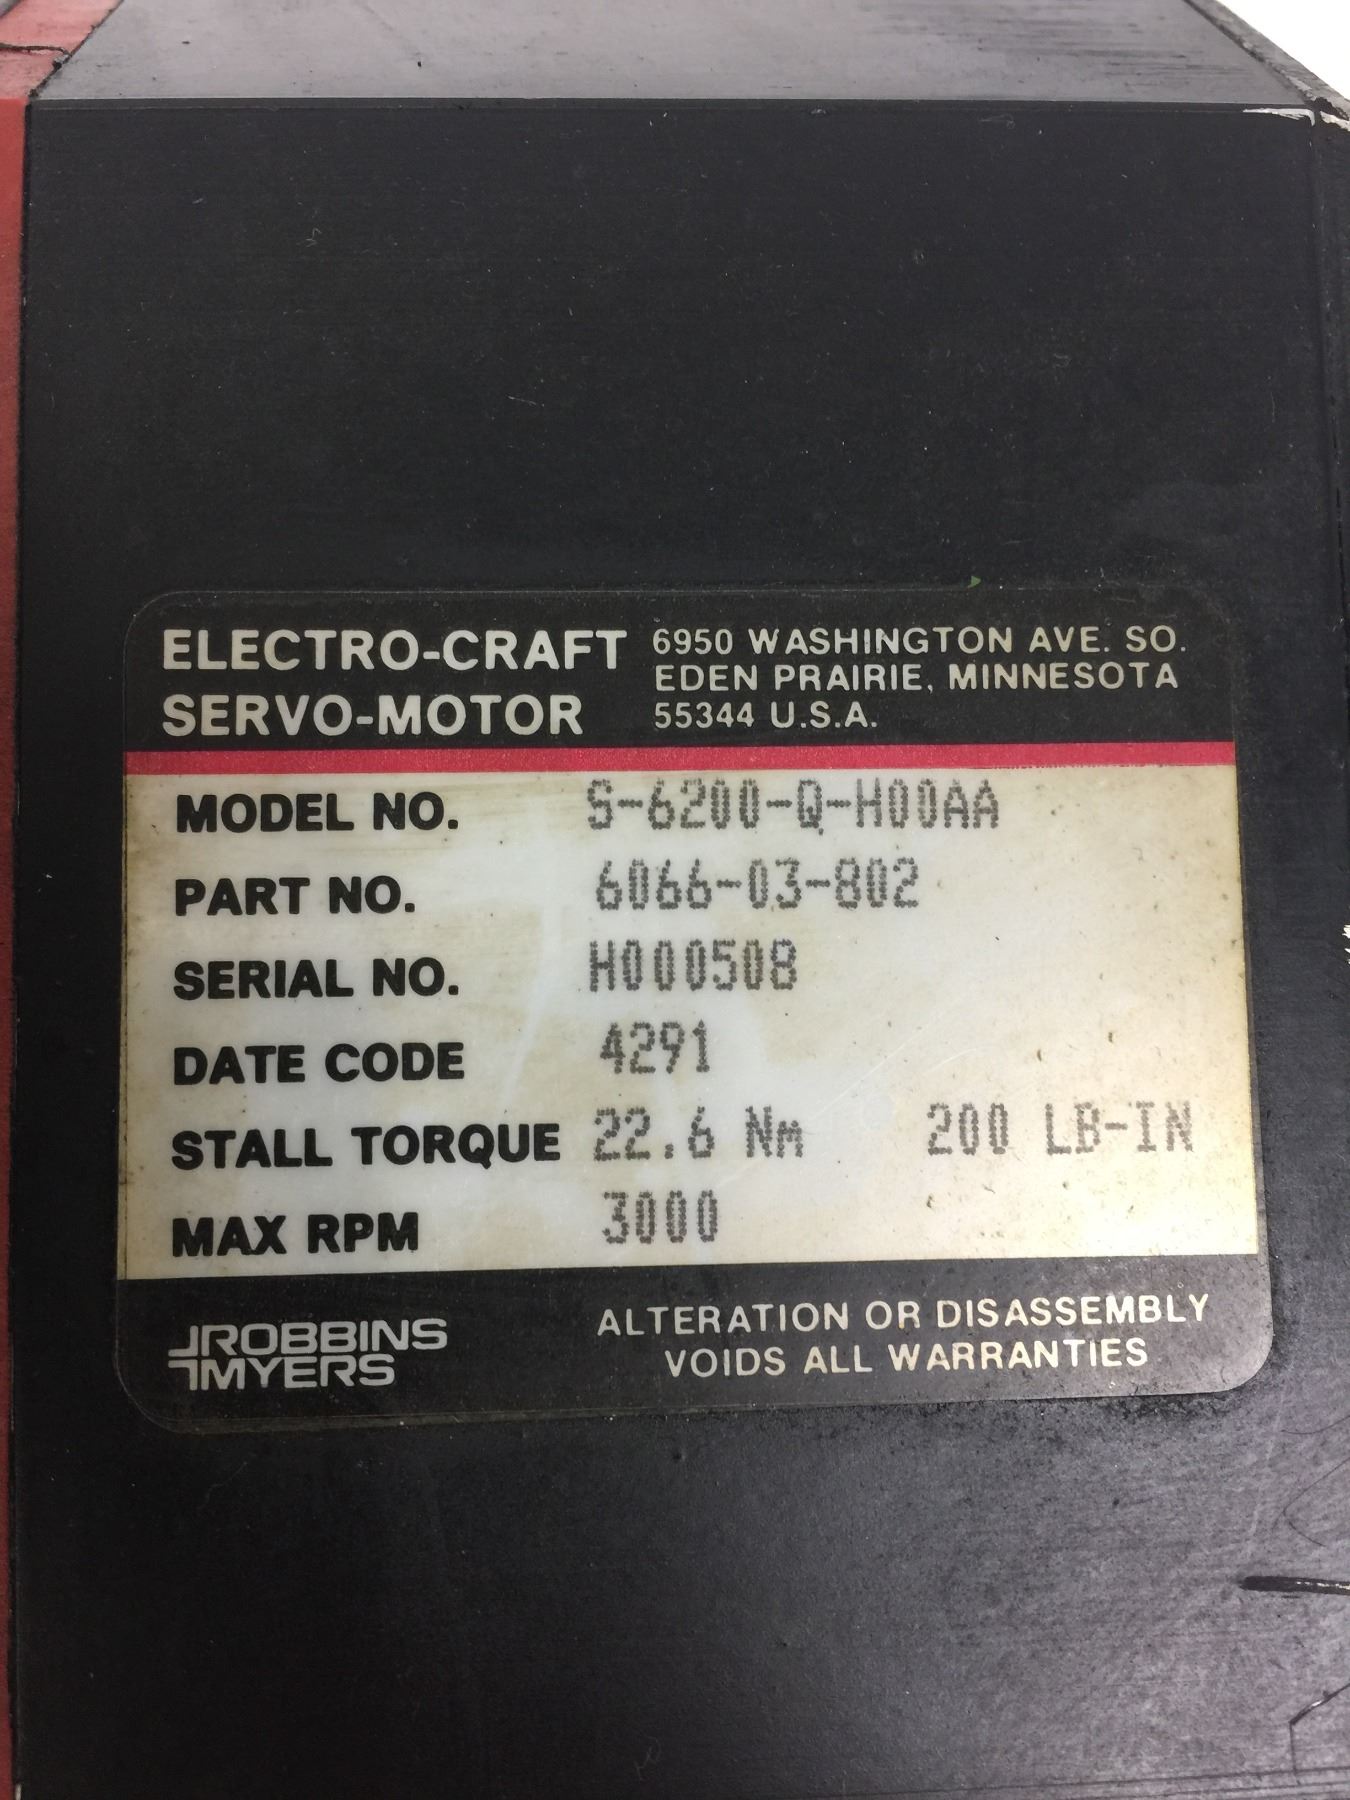 ELECTRO-CRAFT
SERVO-MOTOR
6950 WASHINGTON AVE. SO.
EDEN PRAIRIE, MINNESOTA
55344 U.S.A.
MODEL NO. S-6200-Q-H00AA
PART NO. 6066-03-802
SERIAL NO. H000508
DATE CODE 4291
STALL TORQUE 22.6 Nm 200 LB-IN
MAX RPM 3000
ROBBINS
MYERS
ALTERATION OR DISASSEMBLY
VOIDS ALL WARRANTIES